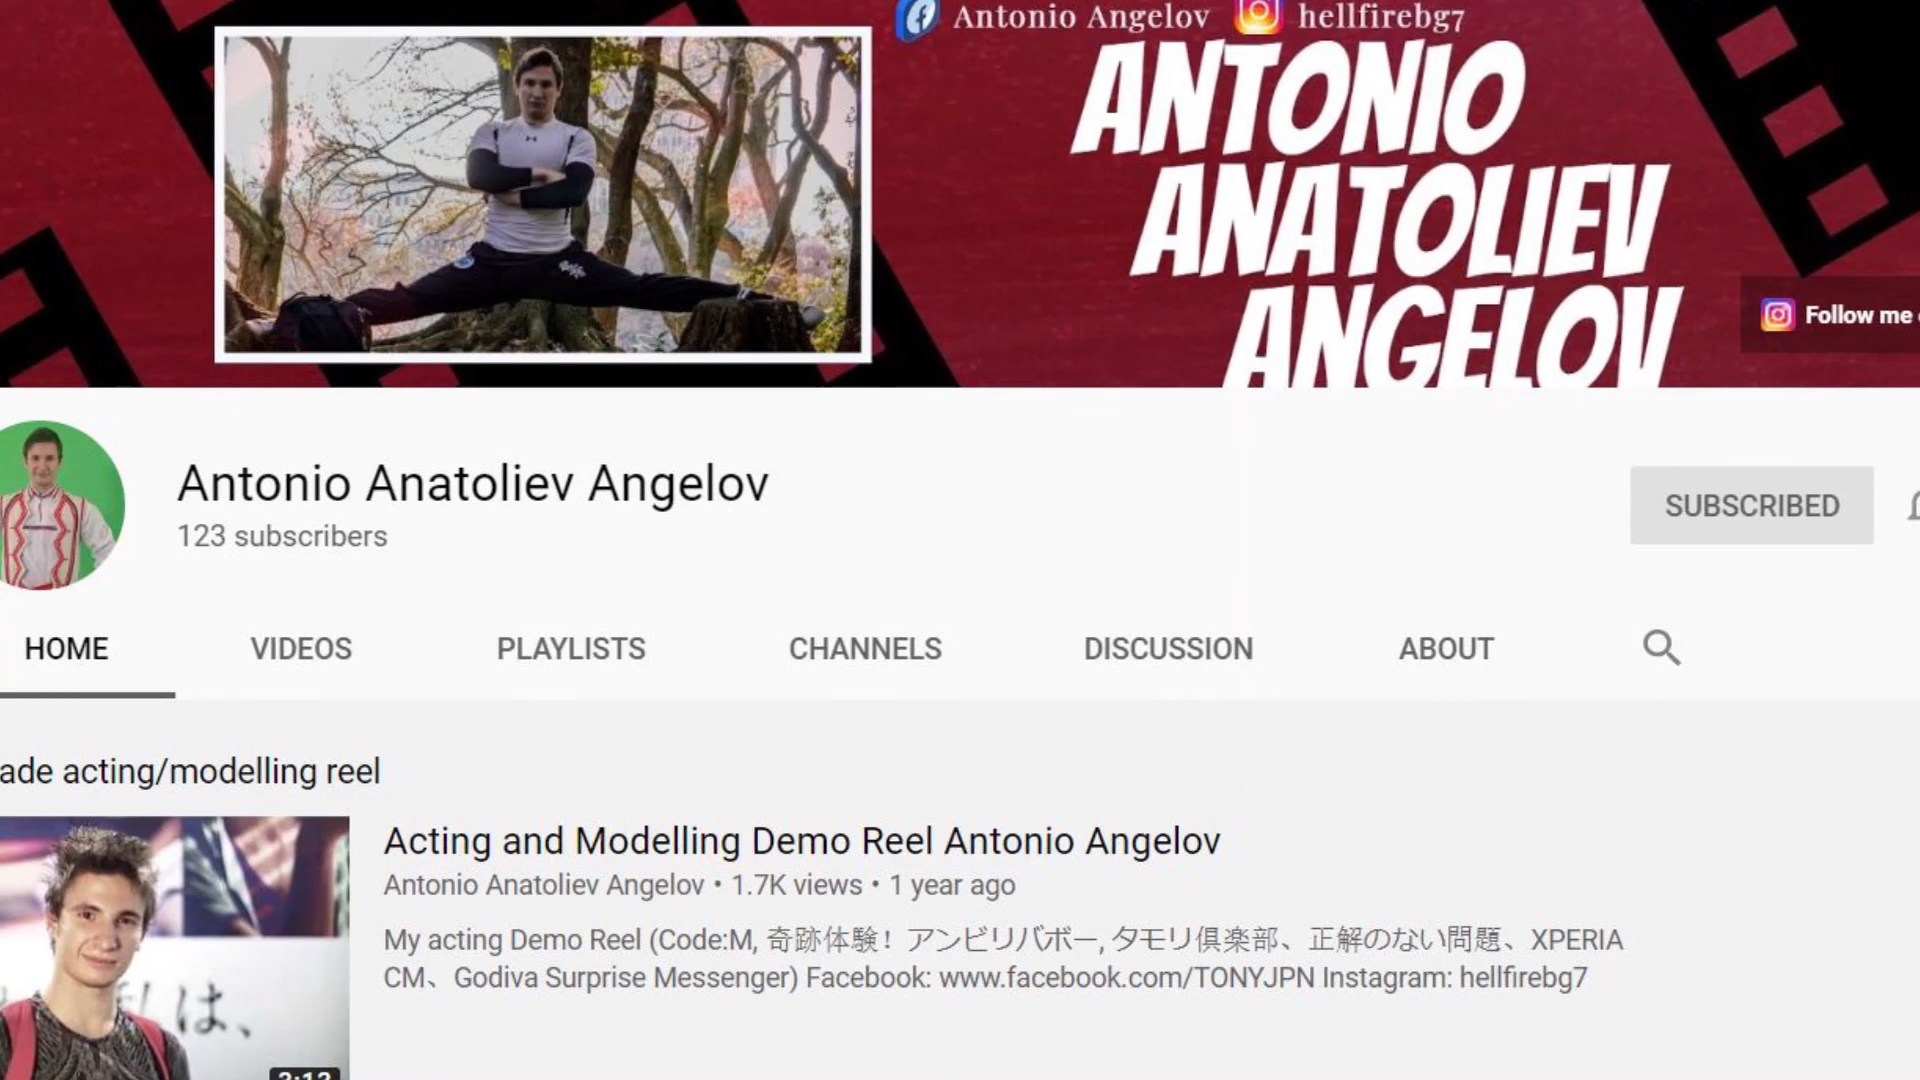 Antonio Angelov hellfirebg7
ANTONIO
ANATOLIEV
ANGELOV
Follow me
Antonio Anatoliev Angelov
123 subscribers
SUBSCRIBED
HOME VIDEOS PLAYLISTS CHANNELS DISCUSSION ABOUT
ade acting/modelling reel
Acting and Modelling Demo Reel Antonio Angelov
Antonio Anatoliev Angelov • 1.7K views • 1 year ago
My acting Demo Reel (Code:M, 奇跡体験！アンビリバボー, タモリ倶楽部、正解のない問題、XPERIA
CM、Godiva Surprise Messenger) Facebook: www.facebook.com/TONYJPN Instagram: hellfirebg7
は、